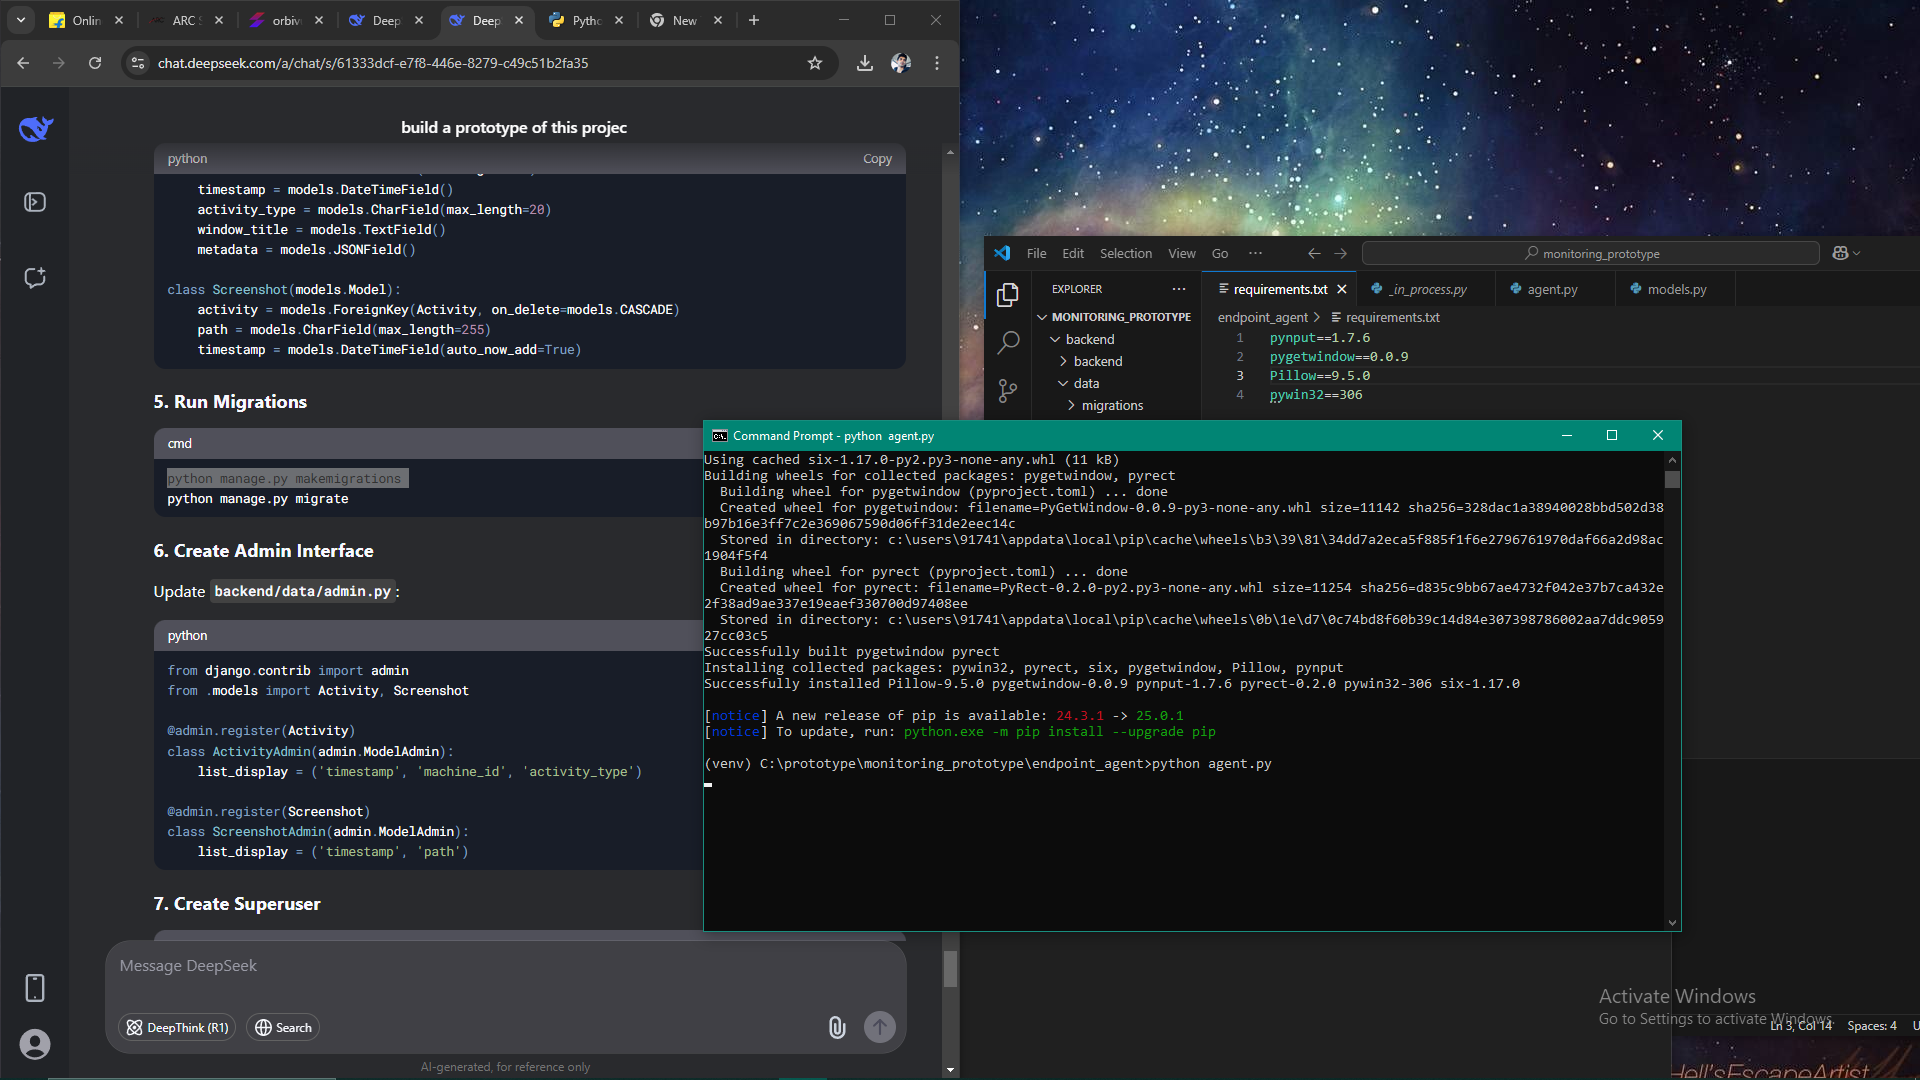 Onlin
ARC S
orbiv
Deep
Deep
Pytho
New
chat.deepseek.com/a/chat/s/61333dcf-e7f8-446e-8279-c49c51b2fa35
build a prototype of this projec
python
Copy
timestamp = models.DateTimeField()
activity_type = models.CharField(max_length=20)
window_title = models.TextField()
metadata = models.JSONField()
class Screenshot(models.Model):
activity = models.ForeignKey(Activity, on_delete=models.CASCADE)
path = models.CharField(max_length=255)
timestamp = models.DateTimeField(auto_now_add=True)
5. Run Migrations
cmd
python manage.py makemigrations
python manage.py migrate
6. Create Admin Interface
Update backend/data/admin.py:
python
from django.contrib import admin
from .models import Activity, Screenshot
@admin.register(Activity)
class ActivityAdmin(admin.ModelAdmin):
list_display = ('timestamp', 'machine_id', 'activity_type')
@admin.register(Screenshot)
class ScreenshotAdmin(admin.ModelAdmin):
list_display = ('timestamp', 'path')
7. Create Superuser
Message DeepSeek
DeepThink (R1)
Search
AI-generated, for reference only
File Edit Selection View Go ···
monitoring_prototype
EXPLORER
requirements.txt
_in_process.py
agent.py
models.py
MONITORING_PROTOTYPE
backend
backend
data
migrations
endpoint_agent > requirements.txt
1 pynput==1.7.6
2 pygetwindow==0.0.9
3 Pillow==9.5.0
4 pywin32==306
Command Prompt - python  agent.py
Using cached six-1.17.0-py2.py3-none-any.whl (11 kB)
Building wheels for collected packages: pygetwindow, pyrect
Building wheel for pygetwindow (pyproject.toml) ... done
Created wheel for pygetwindow: filename=PyGetWindow-0.0.9-py3-none-any.whl size=11142 sha256=328dac1a38940028bbd502d38
b97b16e3ff7c2e369067590d06ff31de2eec14c
Stored in directory: c:\users\91741\appdata\local\pip\cache\wheels\b3\39\81\34dd7a2eca5f885f1f6e2796761970daf66a2d98ac
1904f5f4
Building wheel for pyrect (pyproject.toml) ... done
Created wheel for pyrect: filename=PyRect-0.2.0-py2.py3-none-any.whl size=11254 sha256=d835c9bb67ae4732f042e37b7ca432e
2f38ad9ae337e19eaef330700d97408ee
Stored in directory: c:\users\91741\appdata\local\pip\cache\wheels\0b\1e\d7\0c74bd8f60b39c14d84e307398786002aa7ddc9059
27cc03c5
Successfully built pygetwindow pyrect
Installing collected packages: pywin32, pyrect, six, pygetwindow, Pillow, pynput
Successfully installed Pillow-9.5.0 pygetwindow-0.0.9 pynput-1.7.6 pyrect-0.2.0 pywin32-306 six-1.17.0
[notice] A new release of pip is available: 24.3.1 -> 25.0.1
[notice] To update, run: python.exe -m pip install --upgrade pip
(venv) C:\prototype\monitoring_prototype\endpoint_agent>python agent.py
Activate Windows
Go to Settings to activate Windows.
Ln 3, Col 14
Spaces: 4
Hell'sEscapeArtist